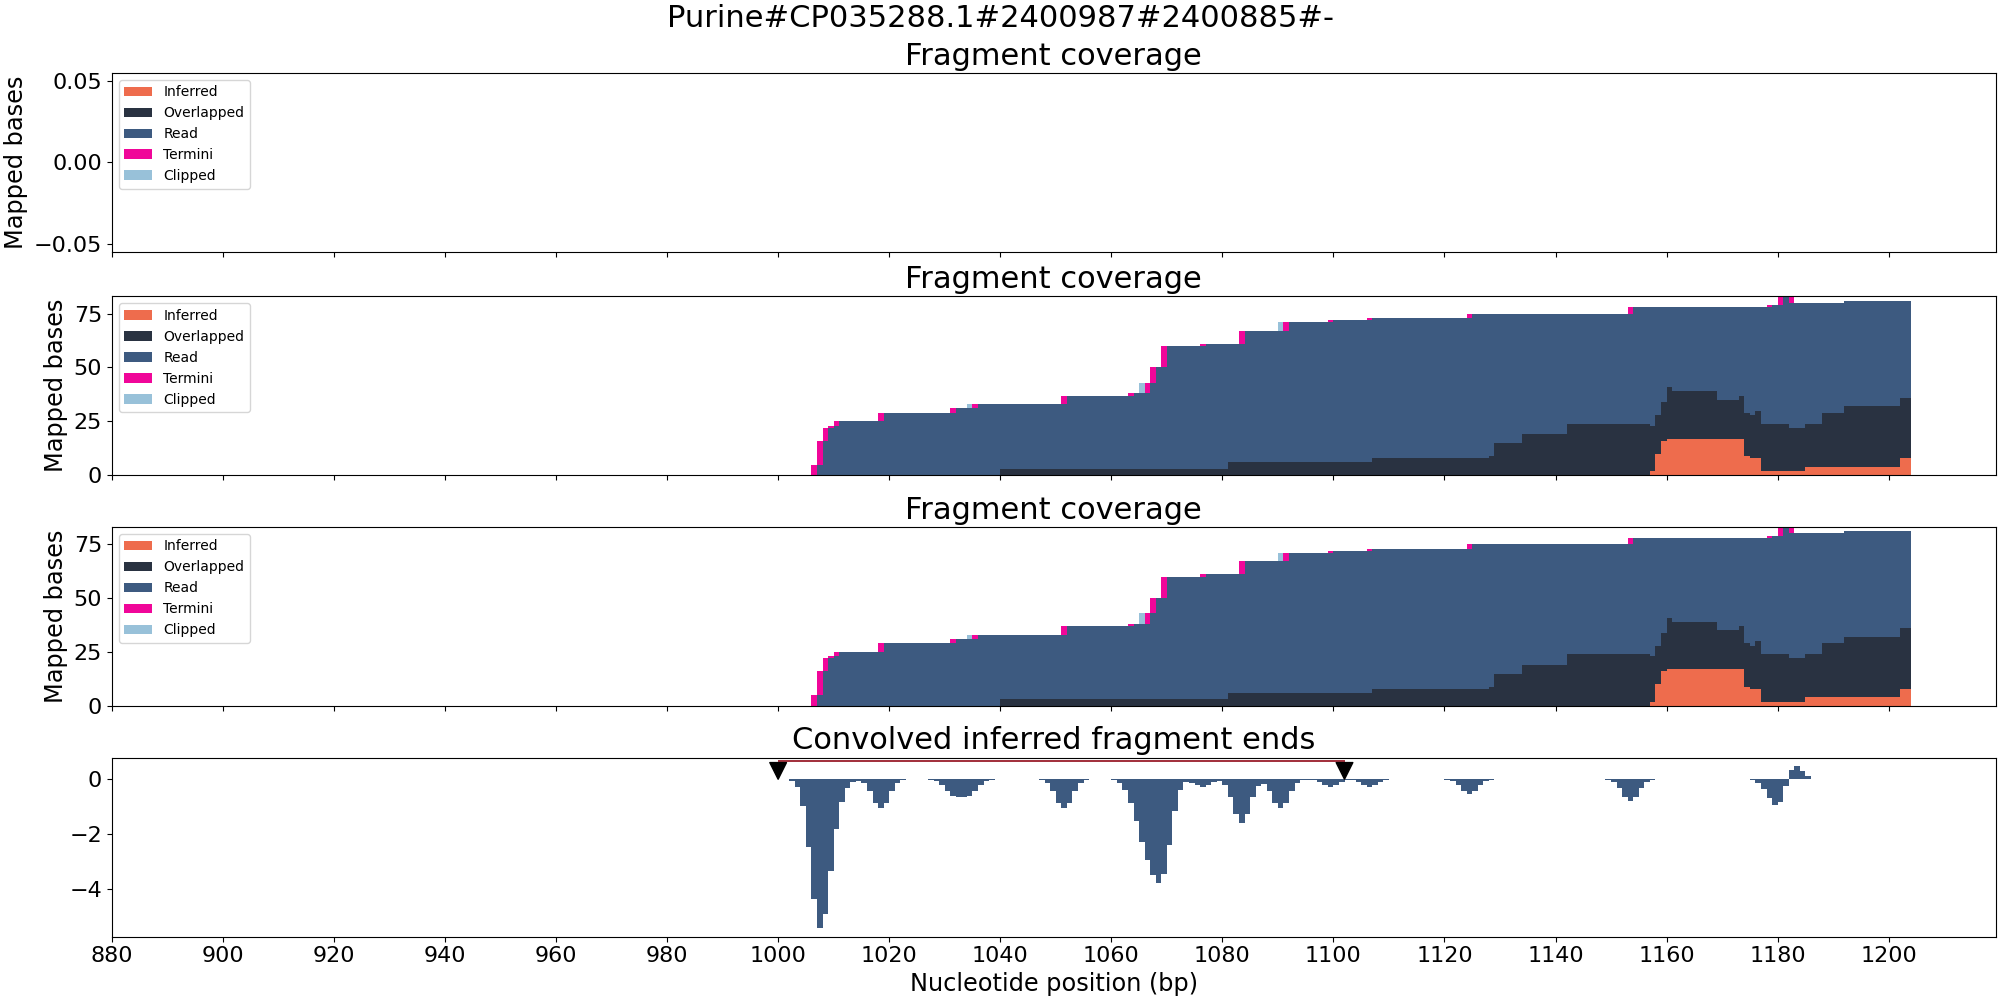 Purine#CP035288.1#2400987#2400885#-
Fragment coverage
Mapped bases
0.05
0.00
−0.05
Inferred
Overlapped
Read
Termini
Clipped
Fragment coverage
Mapped bases
75
50
25
0
Inferred
Overlapped
Read
Termini
Clipped
Fragment coverage
Mapped bases
75
50
25
0
Inferred
Overlapped
Read
Termini
Clipped
Convolved inferred fragment ends
0
−2
−4
880 900 920 940 960 980 1000 1020 1040 1060 1080 1100 1120 1140 1160 1180 1200
Nucleotide position (bp)